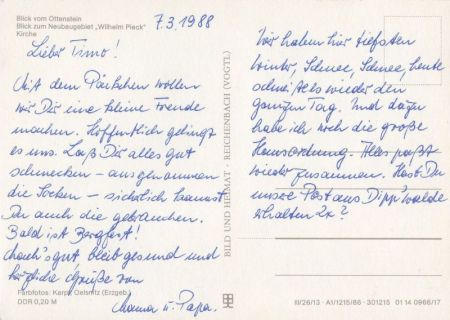 Blick vom Ottenstein
Blick zum Neubaugebiet „Wilhelm Pieck"
Kirche
7.3.1988
Lieber Timo!
Mit dem Päckchen wollen
wir Dir eine kleine Freude
machen. Hoffentlich gelingt
es uns. Laß Dir alles gut
schmecken – ausgenommen
die Socken – sicherlich kannst
Du auch die gebrauchen.
Bald ist Bergfest!
Mach's gut bleib gesund und
herzliche Grüße von
Mama u. Papa.
Farbfotos: Karpf, Oelsnitz (Erzgeb.)
DDR 0,20 M
BILD UND HEIMAT · REICHENBACH (VOGTL)
Wir haben hier tiefsten
Winter, Schnee, Schnee, heute
schneit es wieder den
ganzen Tag. Und dazu
habe ich noch die große
Hausordnung. Alles paßt
wieder zusammen. Hast Du
unsere Post aus Dipp'walde
erhalten 2x?
III/26/13 · A1/1215/86 · 301215 01 14 0966/17